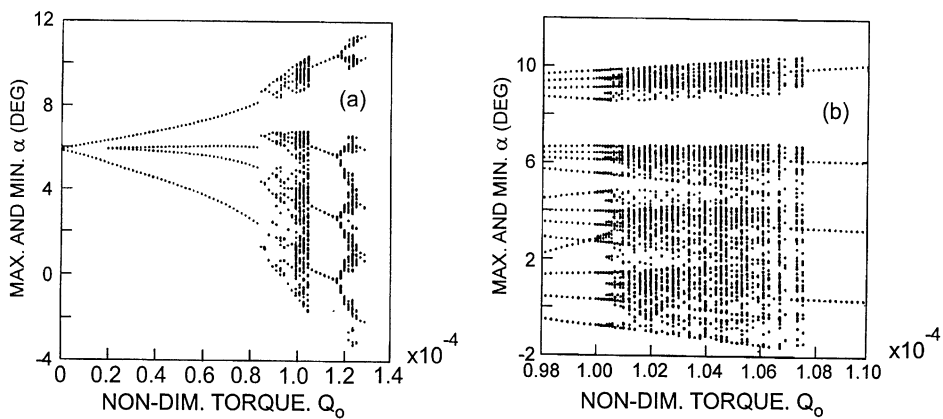 12
8
4
0
-4
MAX. AND MIN. α (DEG)
(a)
0 0.2 0.4 0.6 0.8 1.0 1.2 1.4
x10-4
NON-DIM. TORQUE. Qo
10
6
2
-2
MAX. AND MIN. α (DEG)
(b)
0.98 1.00 1.02 1.04 1.06 1.08 1.10
x10-4
NON-DIM. TORQUE. Qo